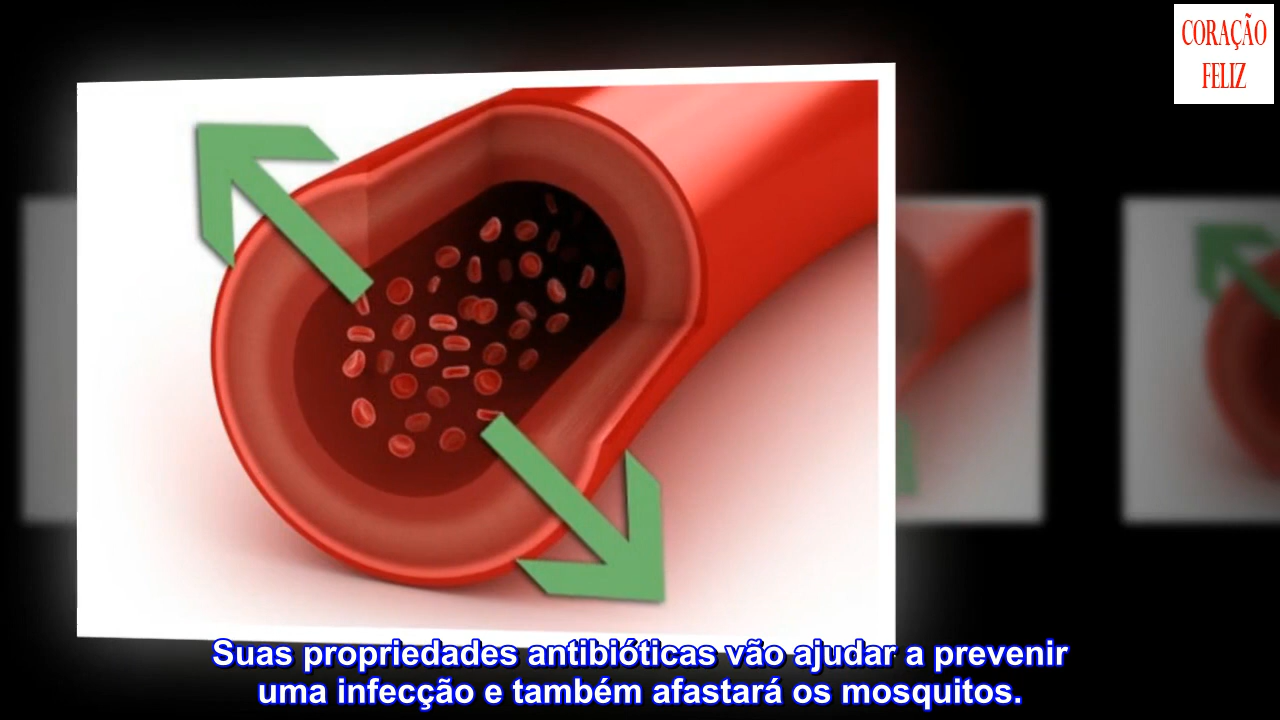 CORAÇÃO
FELIZ
Suas propriedades antibióticas vão ajudar a prevenir
uma infecção e também afastará os mosquitos.